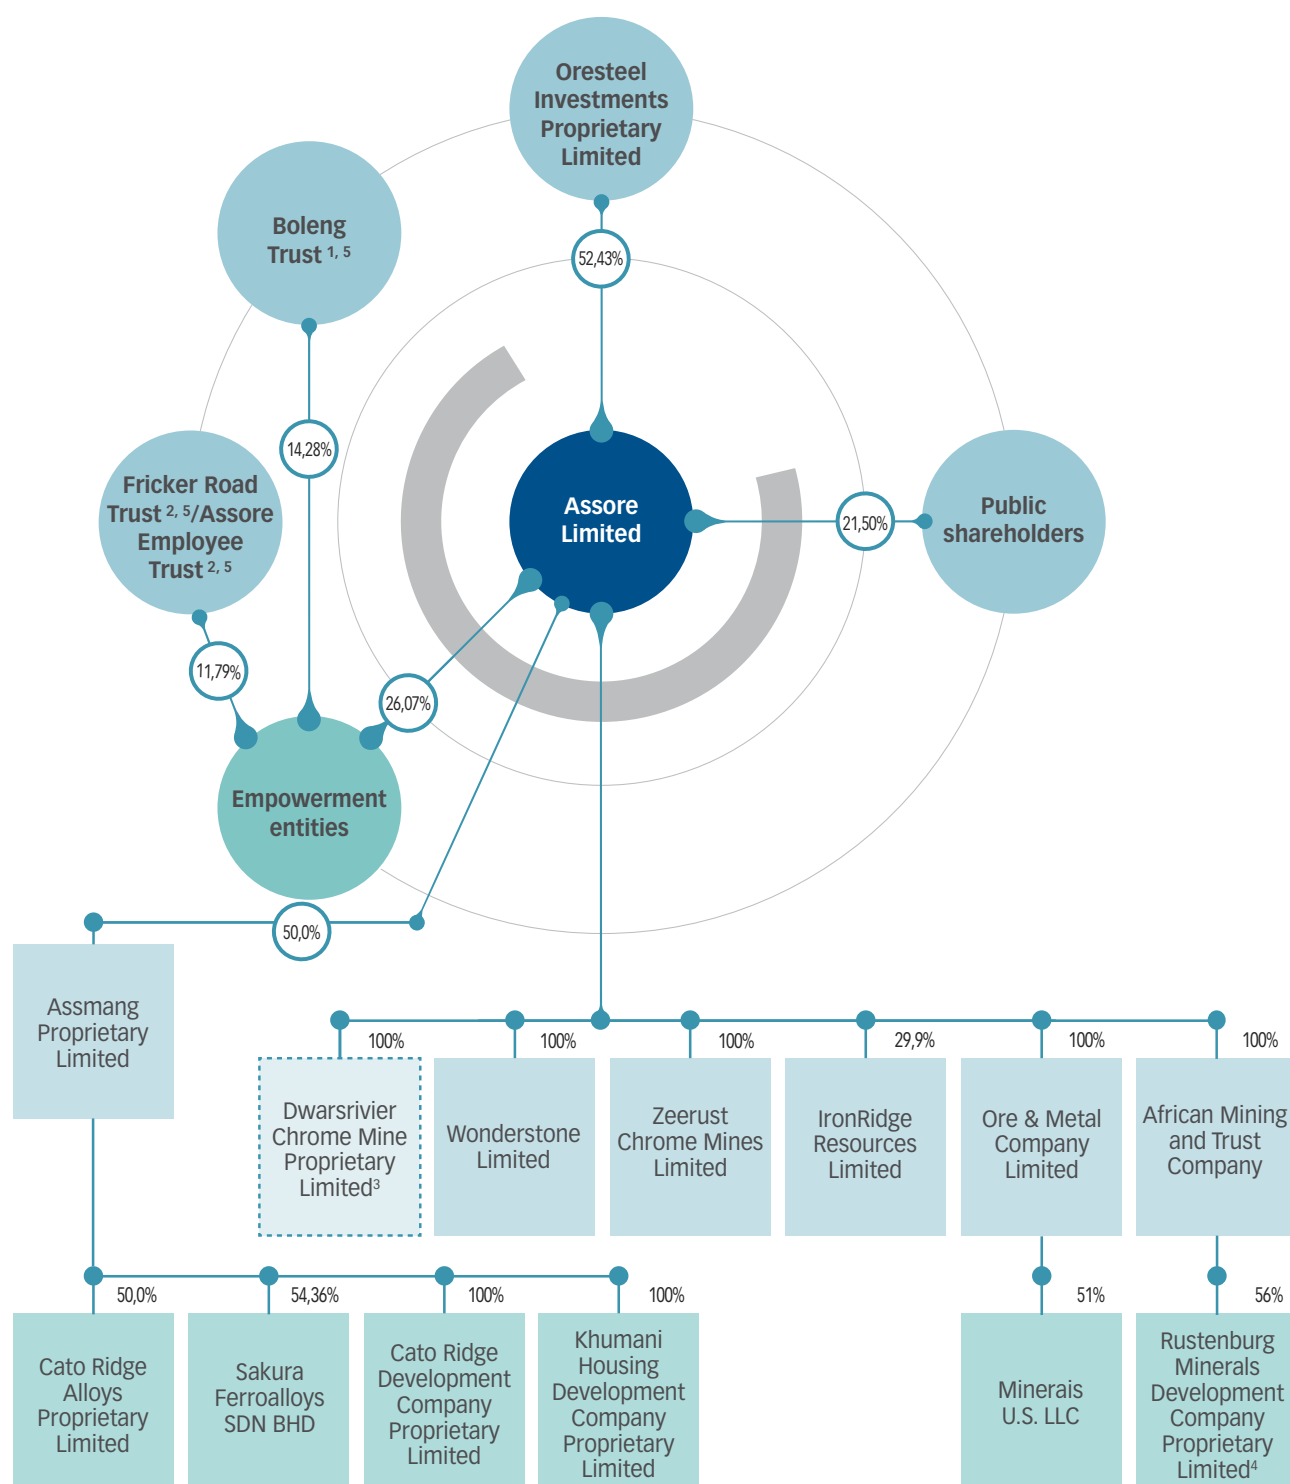 Oresteel
Investments
Proprietary
Limited
Boleng
Trust 1, 5
52,43%
14,28%
Fricker Road
Trust 2, 5/Assore
Employee
Trust 2, 5
Assore
Limited
21,50%
Public
shareholders
11,79%
26,07%
Empowerment
entities
50,0%
Assmang
Proprietary
Limited
100%
100%
100%
29,9%
100%
100%
Dwarsrivier
Chrome Mine
Proprietary
Limited3
Wonderstone
Limited
Zeerust
Chrome Mines
Limited
IronRidge
Resources
Limited
Ore & Metal
Company
Limited
African Mining
and Trust
Company
50,0%
54,36%
100%
100%
51%
56%
Cato Ridge
Alloys
Proprietary
Limited
Sakura
Ferroalloys
SDN BHD
Cato Ridge
Development
Company
Proprietary
Limited
Khumani
Housing
Development
Company
Proprietary
Limited
Minerais
U.S. LLC
Rustenburg
Minerals
Development
Company
Proprietary
Limited4